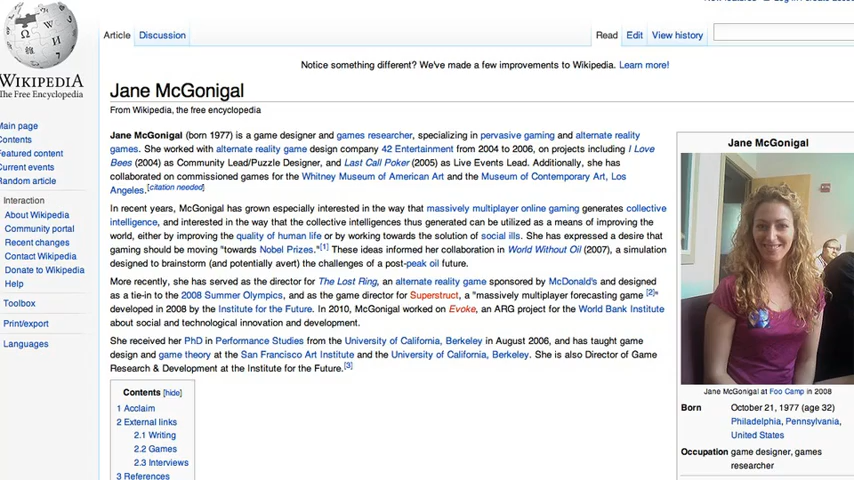 New features
Log in / create
Article
Discussion
Read
Edit
View history
WIKIPEDIA
The Free Encyclopedia
Notice something different? We've made a few improvements to Wikipedia. Learn more!
Jane McGonigal
From Wikipedia, the free encyclopedia
Main page
Contents
Featured content
Current events
Random article
Interaction
About Wikipedia
Community portal
Recent changes
Contact Wikipedia
Donate to Wikipedia
Help
Toolbox
Print/export
Languages
Jane McGonigal (born 1977) is a game designer and games researcher, specializing in pervasive gaming and alternate reality
games. She worked with alternate reality game design company 42 Entertainment from 2004 to 2006, on projects including I Love
Bees (2004) as Community Lead/Puzzle Designer, and Last Call Poker (2005) as Live Events Lead. Additionally, she has
collaborated on commissioned games for the Whitney Museum of American Art and the Museum of Contemporary Art, Los
Angeles.[citation needed]
In recent years, McGonigal has grown especially interested in the way that massively multiplayer online gaming generates collective
intelligence, and interested in the way that the collective intelligences thus generated can be utilized as a means of improving the
world, either by improving the quality of human life or by working towards the solution of social ills. She has expressed a desire that
gaming should be moving "towards Nobel Prizes."[1] These ideas informed her collaboration in World Without Oil (2007), a simulation
designed to brainstorm (and potentially avert) the challenges of a post-peak oil future.
More recently, she has served as the director for The Lost Ring, an alternate reality game sponsored by McDonald's and designed
as a tie-in to the 2008 Summer Olympics, and as the game director for Superstruct, a "massively multiplayer forecasting game [2]"
developed in 2008 by the Institute for the Future. In 2010, McGonigal worked on Evoke, an ARG project for the World Bank Institute
about social and technological innovation and development.
She received her PhD in Performance Studies from the University of California, Berkeley in August 2006, and has taught game
design and game theory at the San Francisco Art Institute and the University of California, Berkeley. She is also Director of Game
Research & Development at the Institute for the Future.[3]
Contents [hide]
1 Acclaim
2 External links
2.1 Writing
2.2 Games
2.3 Interviews
3 References
Jane McGonigal
Jane McGonigal at Foo Camp in 2008
Born October 21, 1977 (age 32)
Philadelphia, Pennsylvania,
United States
Occupation game designer, games
researcher